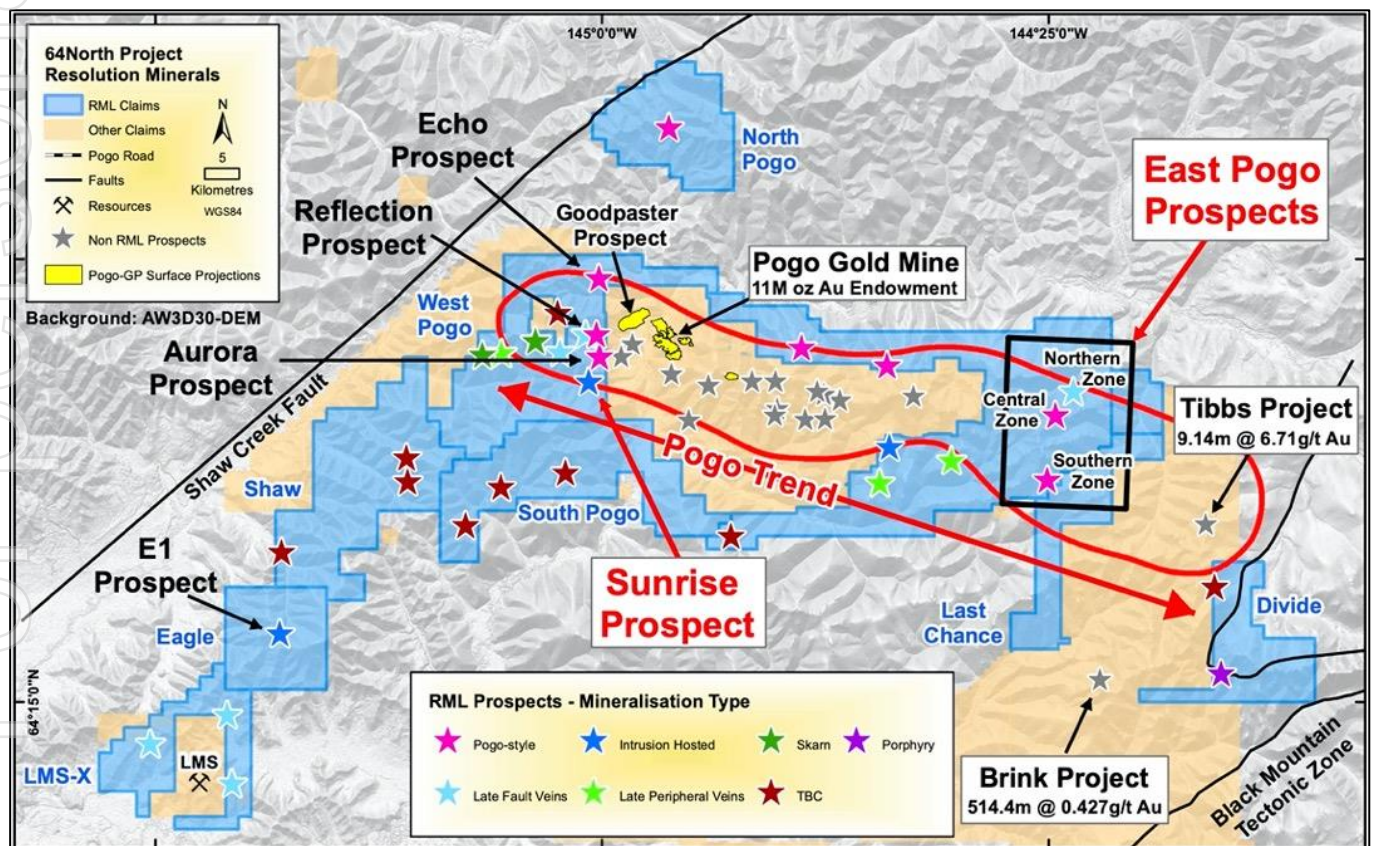 145°0'0"W
144°25'0"W
64North Project
Resolution Minerals
RML Claims
Other Claims
Pogo Road
Faults
Resources
Non RML Prospects
Pogo-GP Surface Projections
N
5
Kilometres
WGS84
Background: AW3D30-DEM
Echo
Prospect
North
Pogo
Reflection
Prospect
Goodpaster
Prospect
Pogo Gold Mine
11M oz Au Endowment
East Pogo
Prospects
West
Pogo
Aurora
Prospect
Northern
Zone
Central
Zone
Southern
Zone
Tibbs Project
9.14m @ 6.71g/t Au
Shaw Creek Fault
Pogo Trend
Shaw
South Pogo
E1
Prospect
Sunrise
Prospect
Eagle
Last
Chance
Divide
64°15'0"N
LMS-X
LMS
RML Prospects - Mineralisation Type
Pogo-style
Intrusion Hosted
Skarn
Porphyry
Late Fault Veins
Late Peripheral Veins
TBC
Brink Project
514.4m @ 0.427g/t Au
Black Mountain
Tectonic Zone